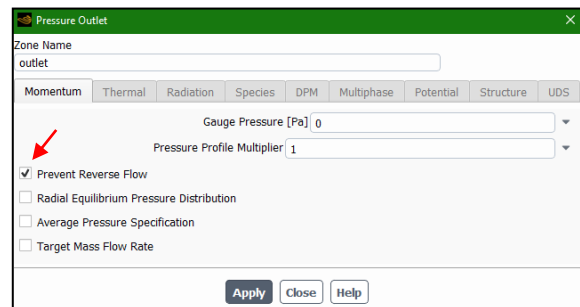 Pressure Outlet
Zone Name
outlet
Momentum Thermal Radiation Species DPM Multiphase Potential Structure UDS
Gauge Pressure [Pa] 0
Pressure Profile Multiplier 1
Prevent Reverse Flow
Radial Equilibrium Pressure Distribution
Average Pressure Specification
Target Mass Flow Rate
Apply Close Help